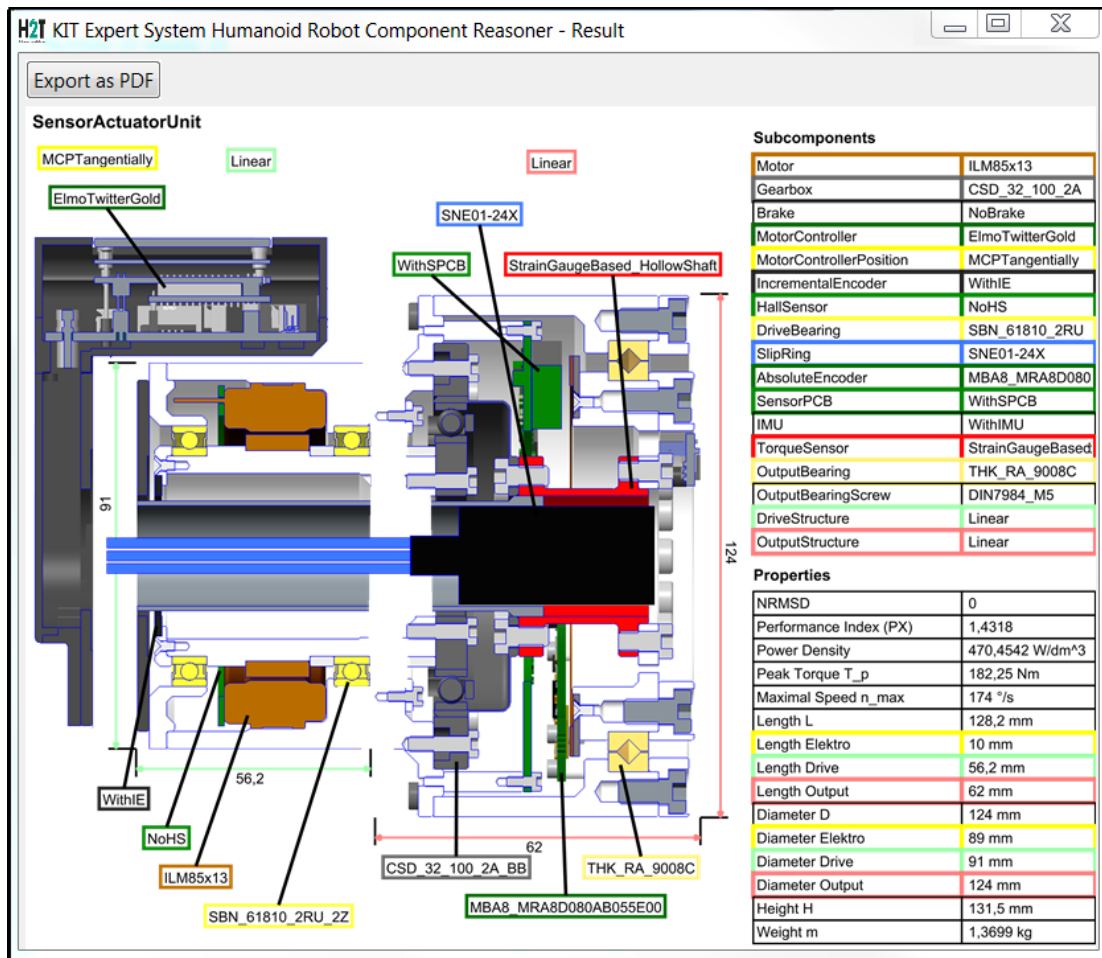 H2T KIT Expert System Humanoid Robot Component Reasoner - Result
Export as PDF
SensorActuatorUnit
MCPTangentially
Linear
Linear
ElmoTwitterGold
SNE01-24X
WithSPCB
StrainGaugeBased_HollowShaft
91
124
56,2
62
WithIE
NoHS
ILM85x13
SBN_61810_2RU_2Z
CSD_32_100_2A_BB
THK_RA_9008C
MBA8_MRA8D080AB055E00
Subcomponents
Motor ILM85x13
Gearbox CSD_32_100_2A
Brake NoBrake
MotorController ElmoTwitterGold
MotorControllerPosition MCPTangentially
IncrementalEncoder WithIE
HallSensor NoHS
DriveBearing SBN_61810_2RU
SlipRing SNE01-24X
AbsoluteEncoder MBA8_MRA8D080
SensorPCB WithSPCB
IMU WithIMU
TorqueSensor StrainGaugeBased
OutputBearing THK_RA_9008C
OutputBearingScrew DIN7984_M5
DriveStructure Linear
OutputStructure Linear
Properties
NRMSD 0
Performance Index (PX) 1,4318
Power Density 470,4542 W/dm^3
Peak Torque T_p 182,25 Nm
Maximal Speed n_max 174 °/s
Length L 128,2 mm
Length Elektro 10 mm
Length Drive 56,2 mm
Length Output 62 mm
Diameter D 124 mm
Diameter Elektro 89 mm
Diameter Drive 91 mm
Diameter Output 124 mm
Height H 131,5 mm
Weight m 1,3699 kg